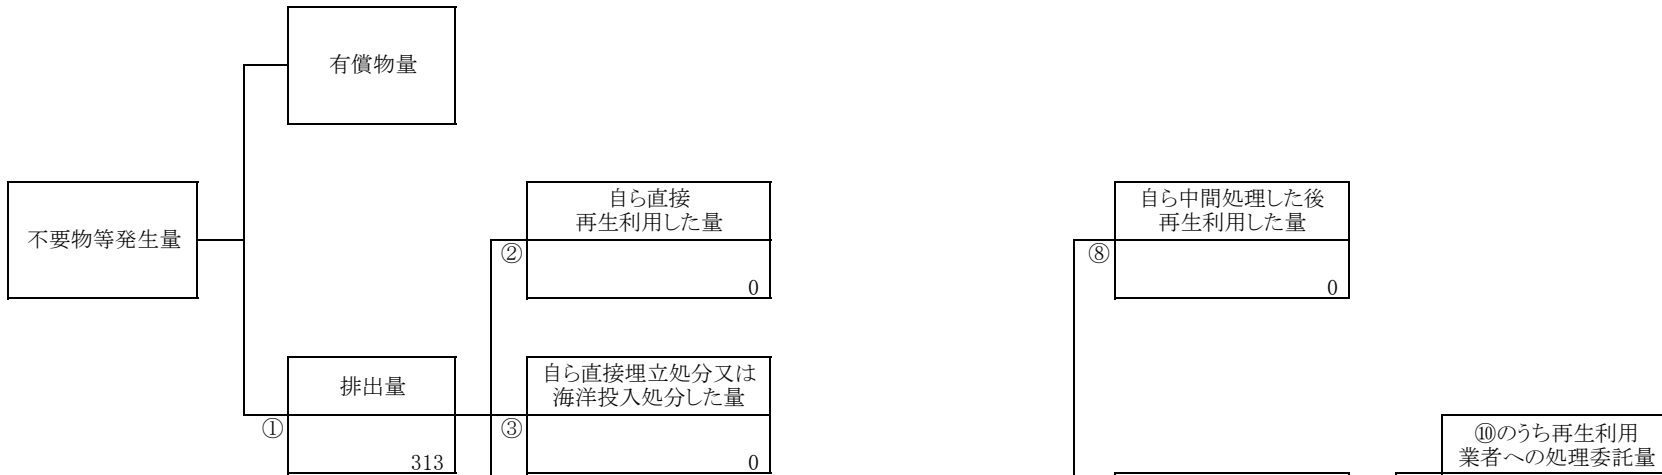 有償物量
不要物等発生量
自ら直接
再生利用した量
②
0
自ら中間処理した後
再生利用した量
⑧
0
排出量
①
313
自ら直接埋立処分又は
海洋投入処分した量
③
0
⑩のうち再生利用
業者への処理委託量